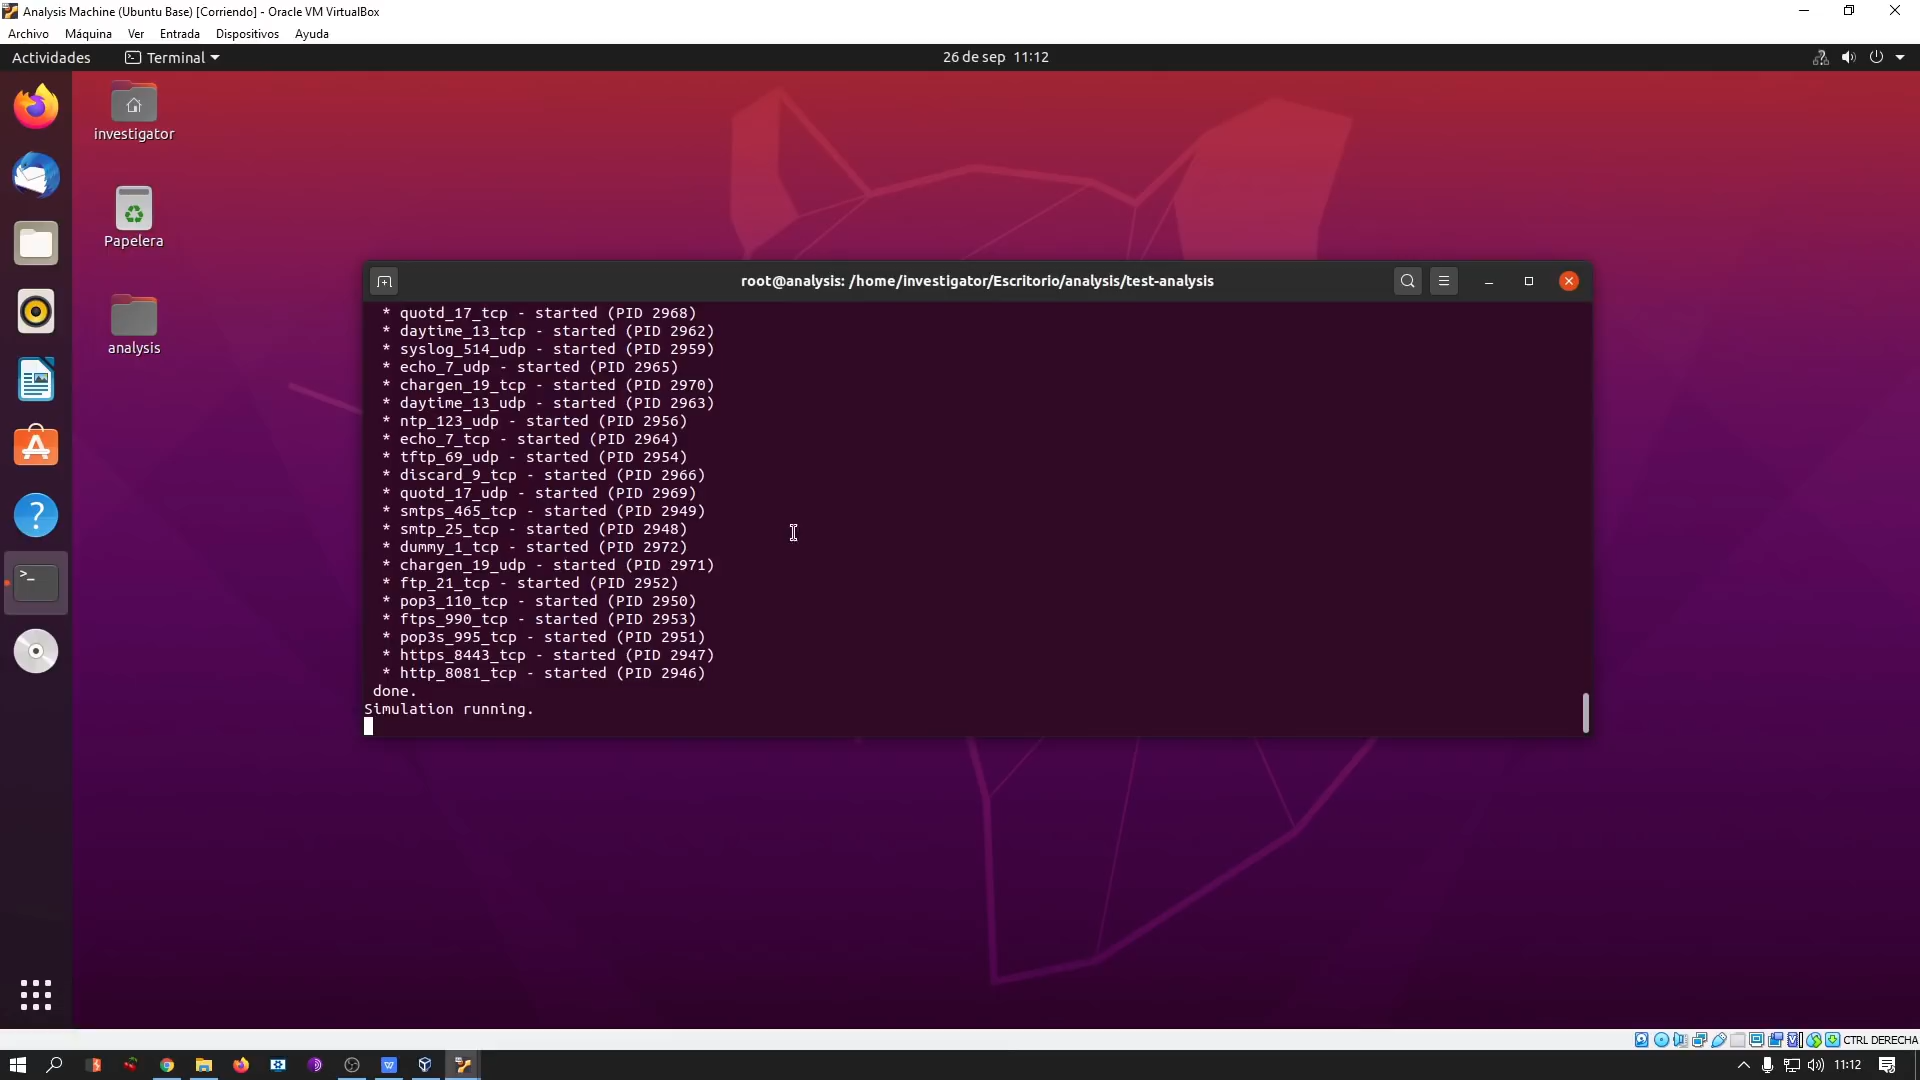 Analysis Machine (Ubuntu Base) [Corriendo] - Oracle VM VirtualBox
Archivo Máquina Ver Entrada Dispositivos Ayuda
Actividades Terminal 26 de sep 11:12
investigator
Papelera
analysis
root@analysis: /home/investigator/Escritorio/analysis/test-analysis
* quotd_17_tcp - started (PID 2968)
* daytime_13_tcp - started (PID 2962)
* syslog_514_udp - started (PID 2959)
* echo_7_udp - started (PID 2965)
* chargen_19_tcp - started (PID 2970)
* daytime_13_udp - started (PID 2963)
* ntp_123_udp - started (PID 2956)
* echo_7_tcp - started (PID 2964)
* tftp_69_udp - started (PID 2954)
* discard_9_tcp - started (PID 2966)
* quotd_17_udp - started (PID 2969)
* smtps_465_tcp - started (PID 2949)
* smtp_25_tcp - started (PID 2948)
* dummy_1_tcp - started (PID 2972)
* chargen_19_udp - started (PID 2971)
* ftp_21_tcp - started (PID 2952)
* pop3_110_tcp - started (PID 2950)
* ftps_990_tcp - started (PID 2953)
* pop3s_995_tcp - started (PID 2951)
* https_8443_tcp - started (PID 2947)
* http_8081_tcp - started (PID 2946)
done.
Simulation running.
CTRL DERECHA
11:12